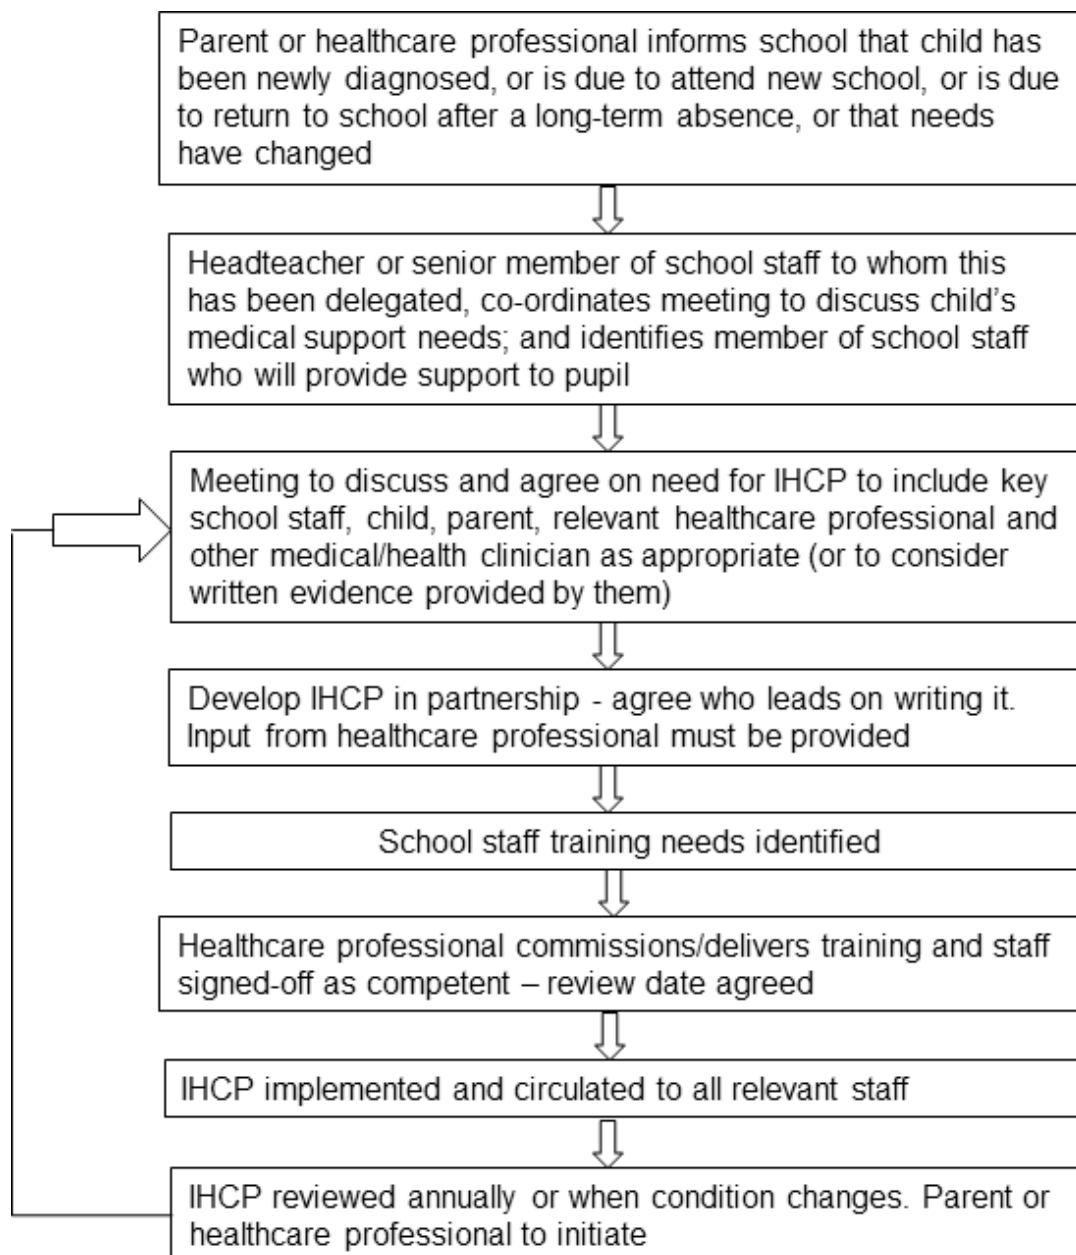 Parent or healthcare professional informs school that child has
been newly diagnosed, or is due to attend new school, or is due
to return to school after a long-term absence, or that needs
have changed
Headteacher or senior member of school staff to whom this
has been delegated, co-ordinates meeting to discuss child's
medical support needs; and identifies member of school staff
who will provide support to pupil
Meeting to discuss and agree on need for IHCP to include key
school staff, child, parent, relevant healthcare professional and
other medical/health clinician as appropriate (or to consider
written evidence provided by them)
Develop IHCP in partnership - agree who leads on writing it.
Input from healthcare professional must be provided
School staff training needs identified
Healthcare professional commissions/delivers training and staff
signed-off as competent – review date agreed
IHCP implemented and circulated to all relevant staff
IHCP reviewed annually or when condition changes. Parent or
healthcare professional to initiate